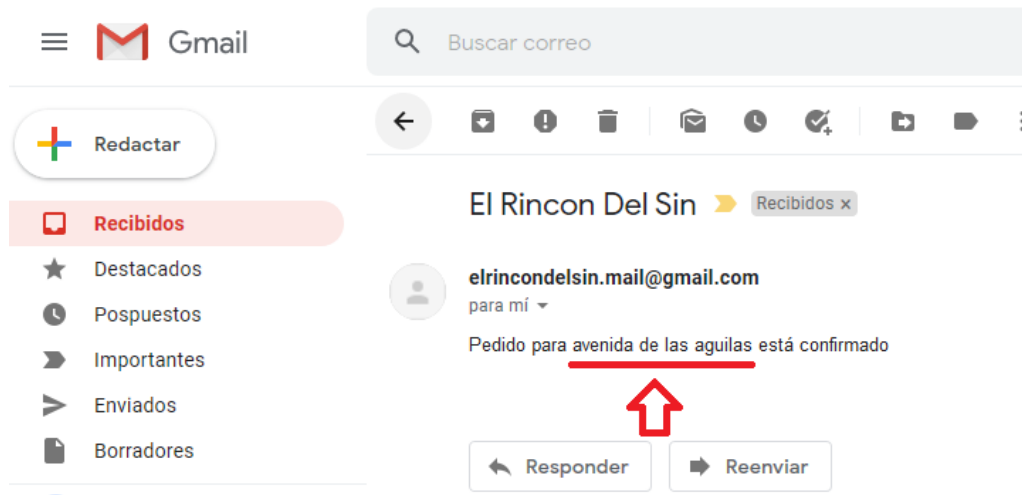 Gmail
Buscar correo
Redactar
Recibidos
Destacados
Pospuestos
Importantes
Enviados
Borradores
El Rincon Del Sin
Recibidos x
elrincondelsin.mail@gmail.com
para mí
Pedido para avenida de las aguilas está confirmado
Responder
Reenviar